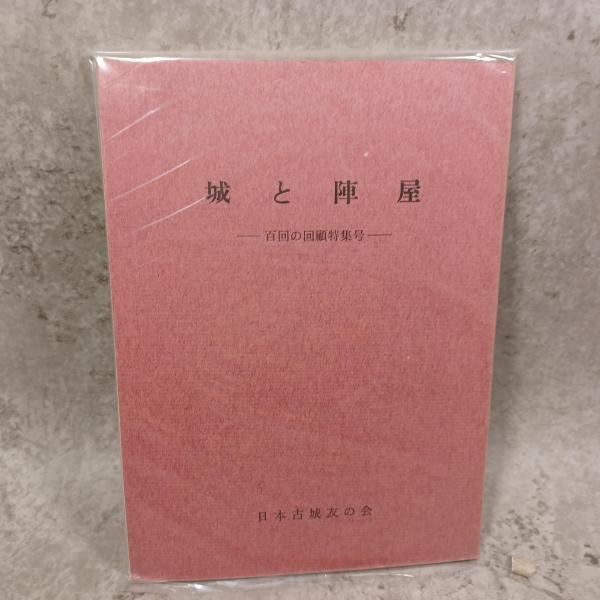 城と陣屋
── 百回の回顧特集号 ──
日本古城友の会